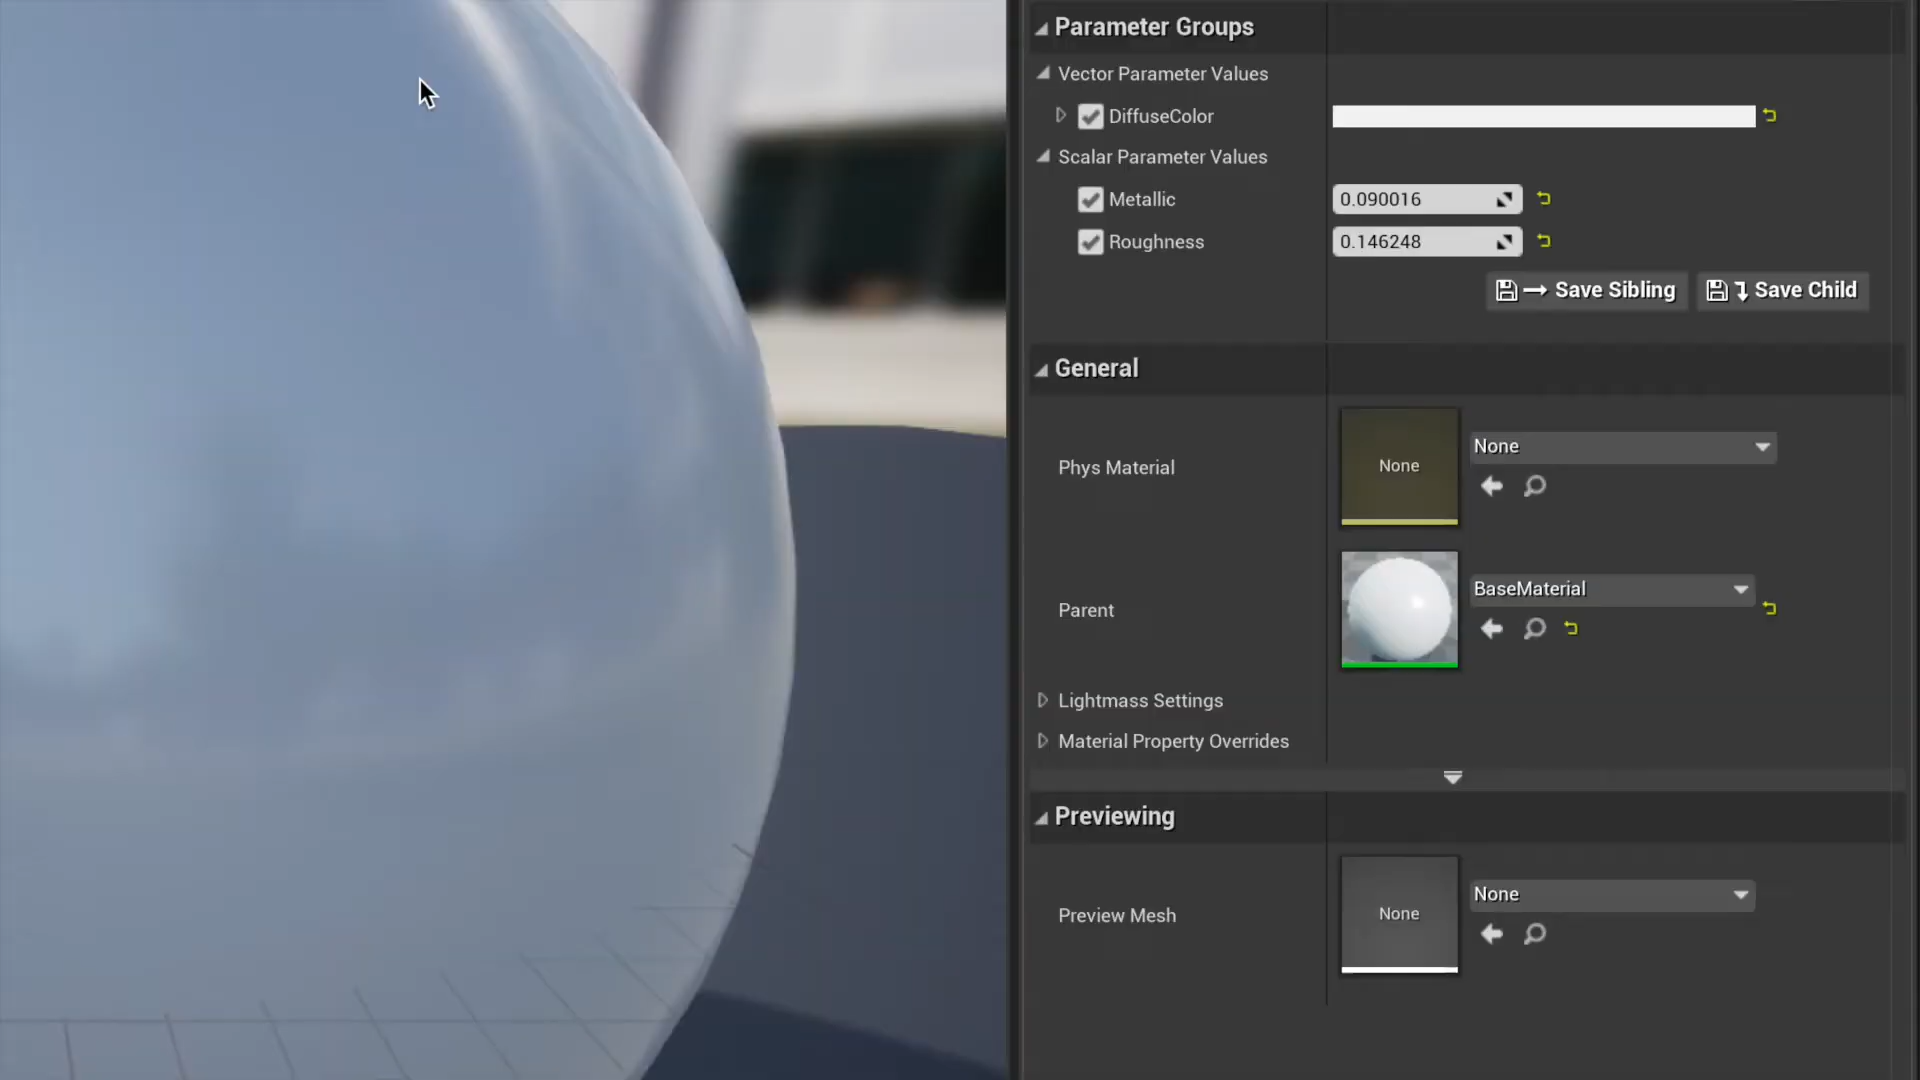 Parameter Groups
Vector Parameter Values
DiffuseColor
Scalar Parameter Values
Metallic 0.090016
Roughness 0.146248
Save Sibling Save Child
General
Phys Material None None
Parent BaseMaterial
Lightmass Settings
Material Property Overrides
Previewing
Preview Mesh None None